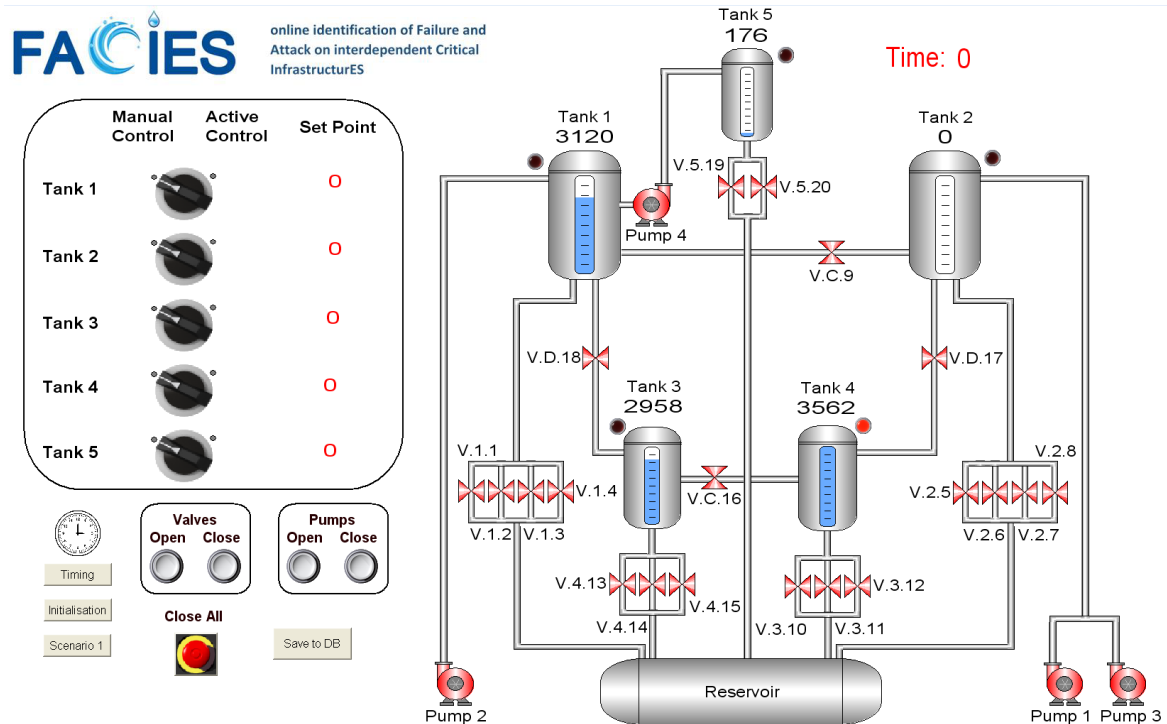 FACIES
online identification of Failure and
Attack on interdependent Critical
InfrastructurES
Manual
Control
Active
Control
Set Point
Tank 1
0
Tank 2
0
Tank 3
0
Tank 4
0
Tank 5
0
Valves
Open Close
Pumps
Open Close
Timing
Initialisation
Scenario 1
Close All
Save to DB
Time: 0
Tank 5
176
Tank 1
3120
Tank 2
0
V.5.19
V.5.20
Pump 4
V.C.9
V.D.18
V.D.17
Tank 3
2958
Tank 4
3562
V.1.1
V.1.4
V.1.2
V.1.3
V.C.16
V.2.8
V.2.5
V.2.6
V.2.7
V.4.13
V.4.15
V.4.14
V.3.12
V.3.10
V.3.11
Reservoir
Pump 2
Pump 1
Pump 3